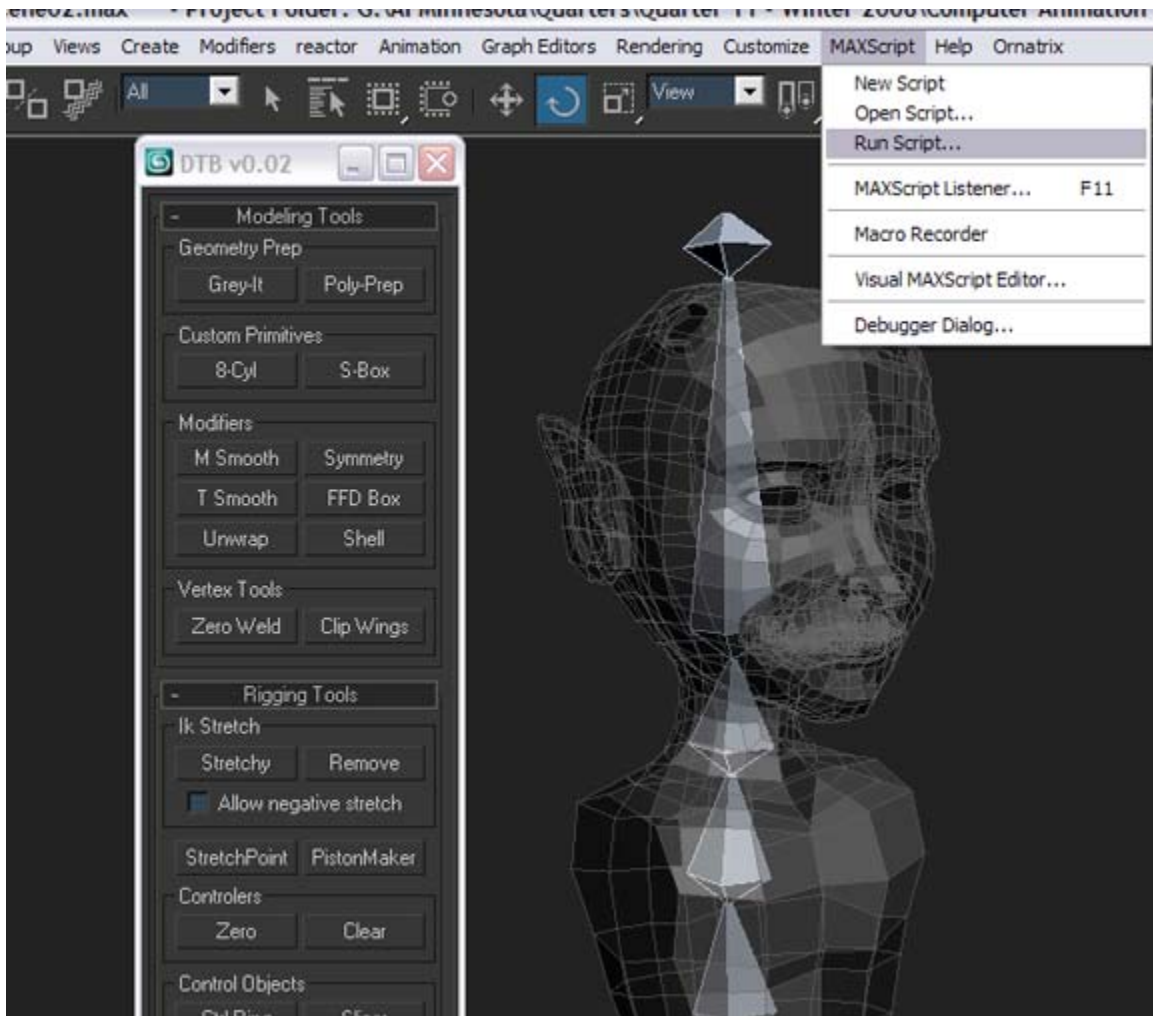 ene02.max - Project Folder: G:\AI Minnesota\Quarters\Quarter 11 - Winter 2008\Computer Animation
oup Views Create Modifiers reactor Animation Graph Editors Rendering Customize MAXScript Help Ornatrix
All
View
New Script
Open Script...
Run Script...
MAXScript Listener... F11
Macro Recorder
Visual MAXScript Editor...
Debugger Dialog...
DTB v0.02
- Modeling Tools
Geometry Prep
Grey-It Poly-Prep
Custom Primitives
8-Cyl S-Box
Modifiers
M Smooth Symmetry
T Smooth FFD Box
Unwrap Shell
Vertex Tools
Zero Weld Clip Wings
- Rigging Tools
Ik Stretch
Stretchy Remove
Allow negative stretch
StretchPoint PistonMaker
Controlers
Zero Clear
Control Objects